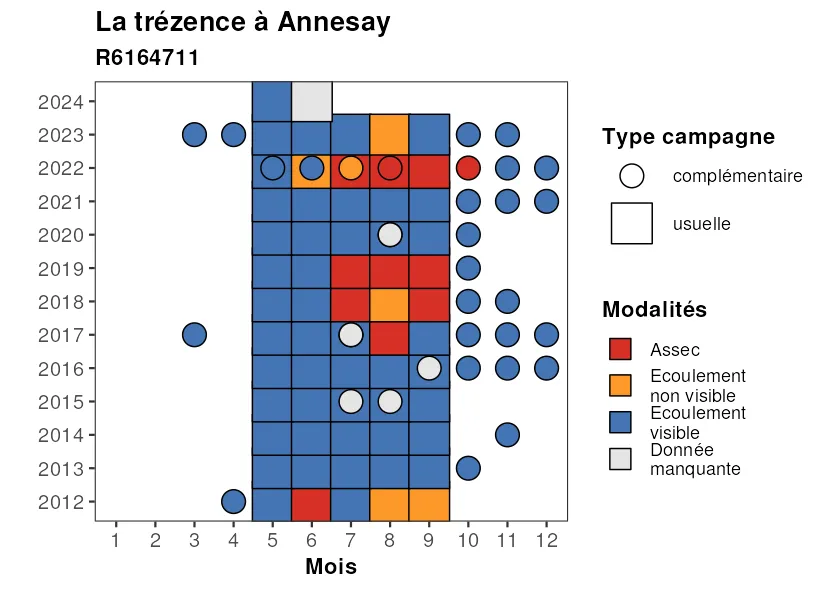 La trézence à Annesay
R6164711
2024
2023
2022
2021
2020
2019
2018
2017
2016
2015
2014
2013
2012
1 2 3 4 5 6 7 8 9 10 11 12
Mois
Type campagne
complémentaire
usuelle
Modalités
Assec
Ecoulement
non visible
Ecoulement
visible
Donnée
manquante